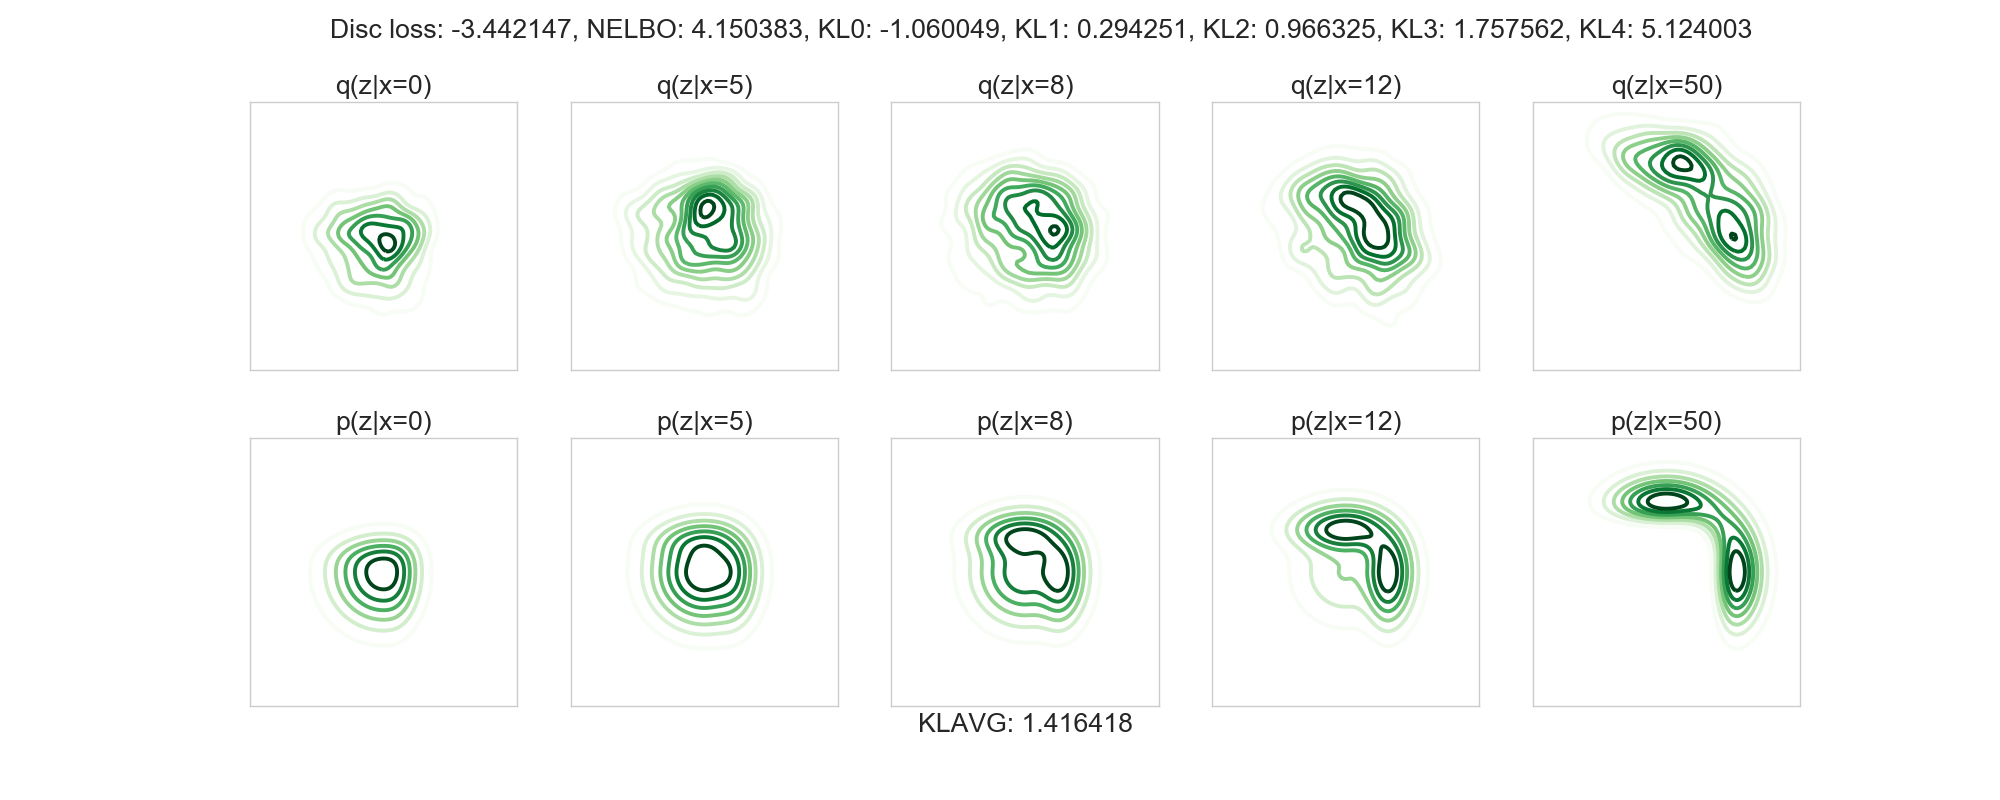 Disc loss: -3.442147, NELBO: 4.150383, KL0: -1.060049, KL1: 0.294251, KL2: 0.966325, KL3: 1.757562, KL4: 5.124003
q(z|x=0) q(z|x=5) q(z|x=8) q(z|x=12) q(z|x=50)
p(z|x=0) p(z|x=5) p(z|x=8) p(z|x=12) p(z|x=50)
KLAVG: 1.416418